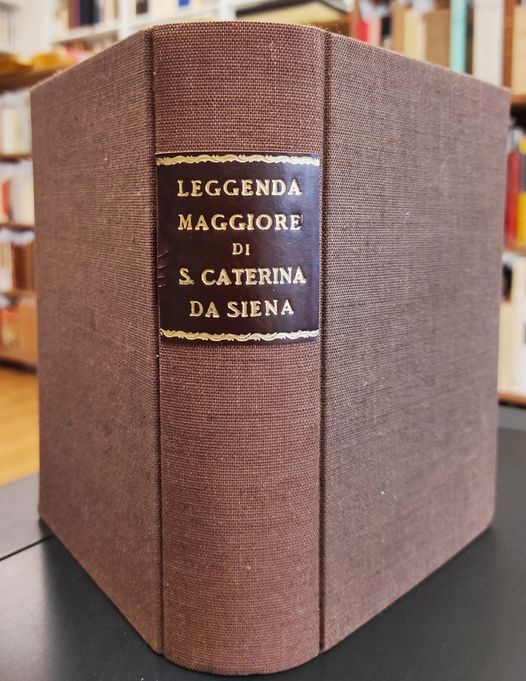 LEGGENDA
MAGGIORE
DI
S. CATERINA
DA SIENA